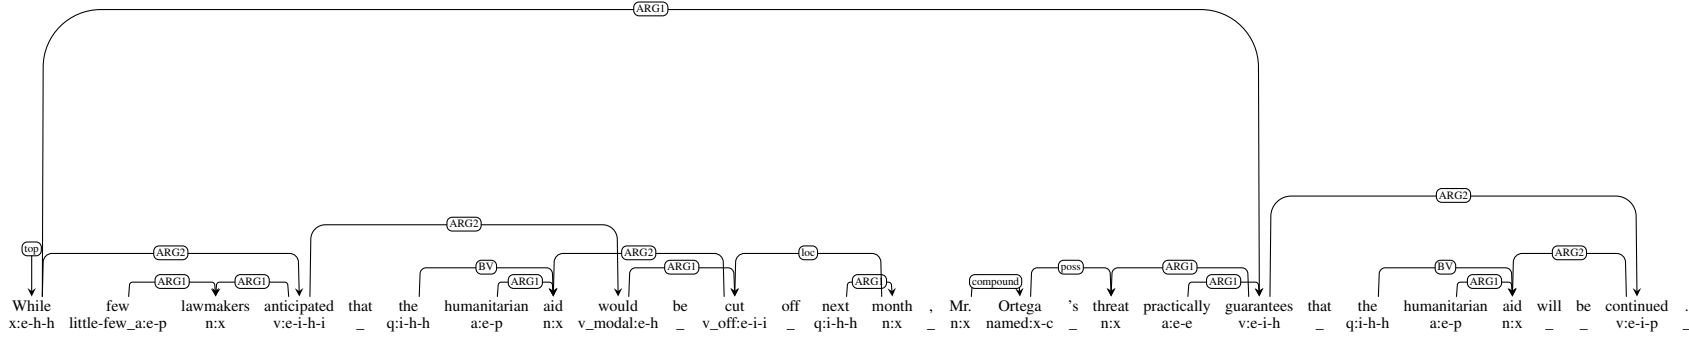 ARG1
ARG2
ARG2
top ARG2 ARG2 loc ARG2
BV ARG1 poss ARG1 BV
ARG1 ARG1 ARG1 ARG1 compound ARG1 ARG1
While few lawmakers anticipated that the humanitarian aid would be cut off next month , Mr. Ortega 's threat practically guarantees that the humanitarian aid will be continued .
x:e-h-h little-few_a:e-p n:x v:e-i-h-i _ q:i-h-h a:e-p n:x v_modal:e-h _ v_off:e-i-i _ q:i-h-h n:x _ n:x named:x-c _ n:x a:e-e v:e-i-h _ q:i-h-h a:e-p n:x _ _ v:e-i-p _